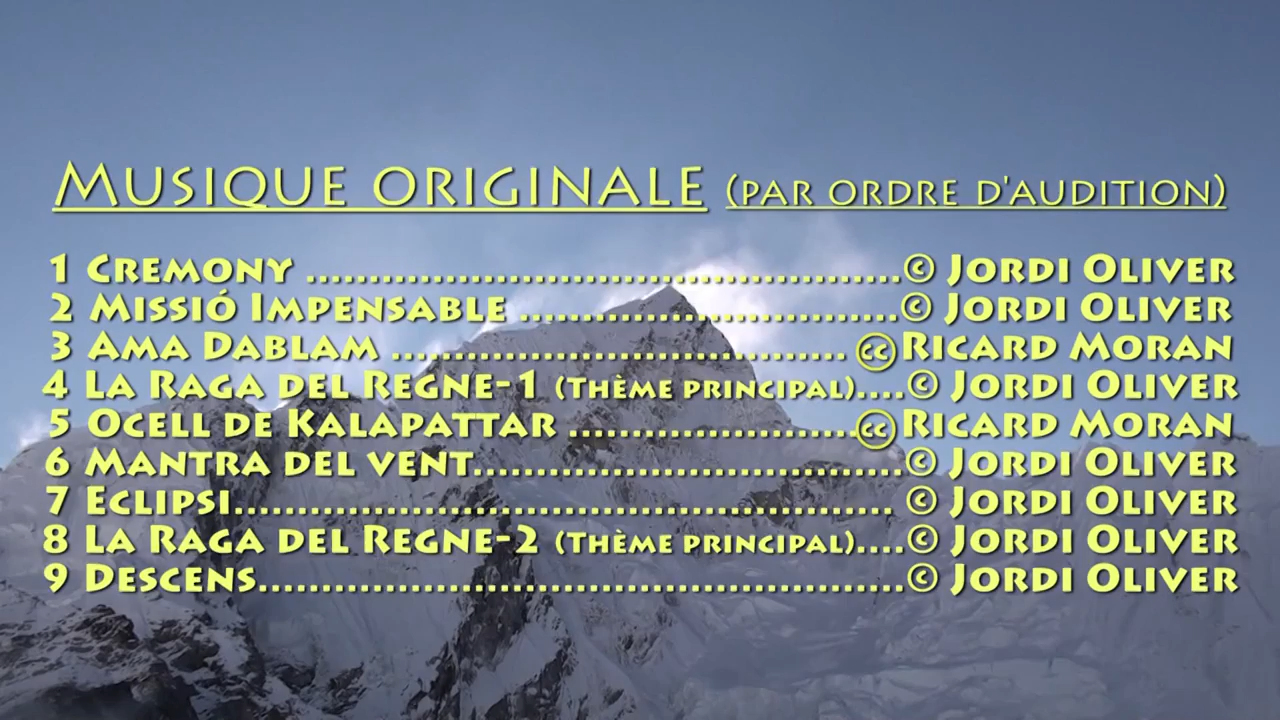 Musique originale (par ordre d'audition)
1 Cremony ................................................© Jordi Oliver
2 Missió Impensable ...............................© Jordi Oliver
3 Ama Dablam ..................................... 🅭 Ricard Moran
4 La Raga del Regne-1 (Thème principal)....© Jordi Oliver
5 Ocell de Kalapattar .......................🅭 Ricard Moran
6 Mantra del vent...................................© Jordi Oliver
7 Eclipsi..................................................... © Jordi Oliver
8 La Raga del Regne-2 (Thème principal)....© Jordi Oliver
9 Descens....................................................© Jordi Oliver